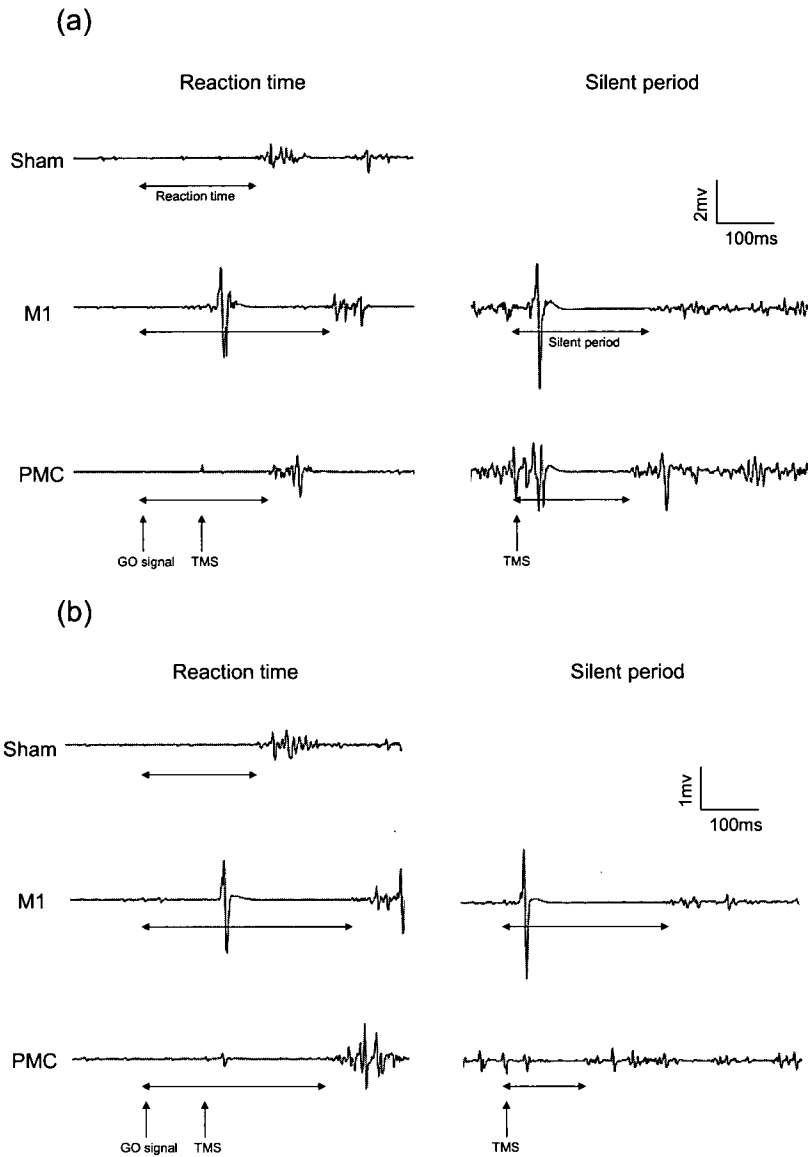 (a)
Reaction time
Silent period
Sham
Reaction time
2mv
100ms
M1
Silent period
PMC
GO signal
TMS
TMS
(b)
Reaction time
Silent period
Sham
1mv
100ms
M1
PMC
GO signal
TMS
TMS